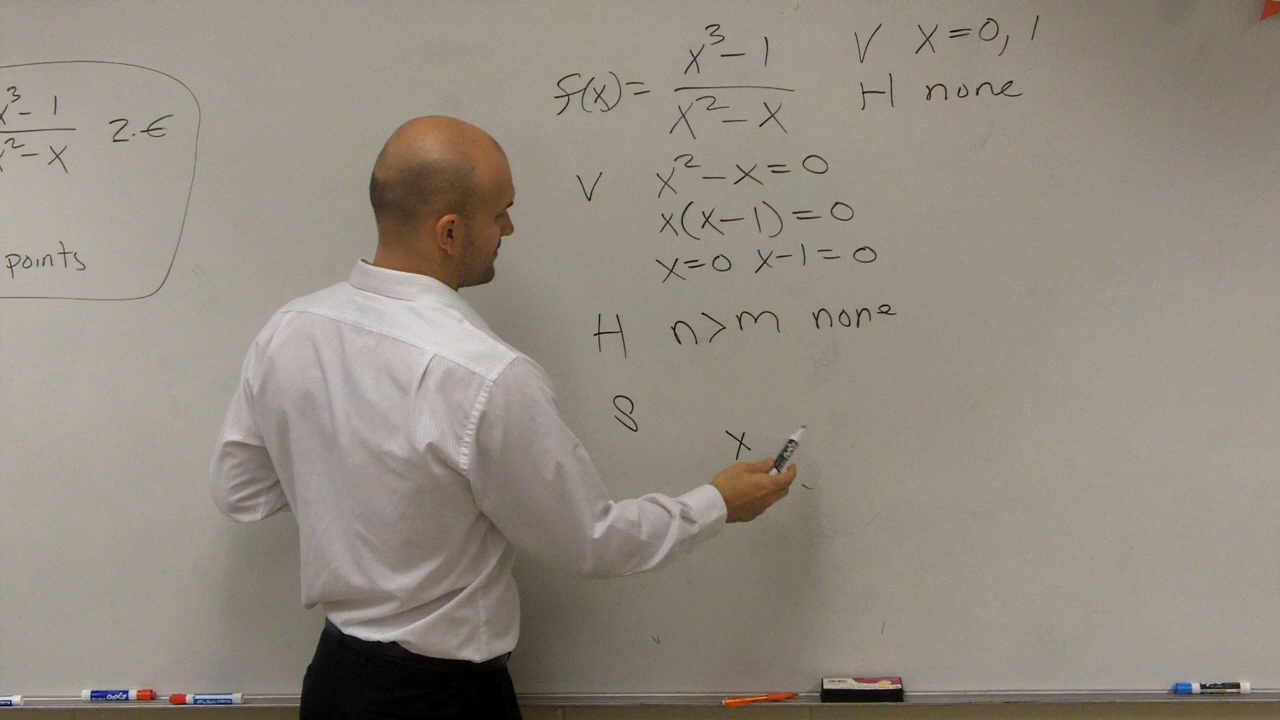 x³-1
x²-x
2.€
points
f(x)= x³-1
x²-x
V x=0, 1
H none
V x²-x=0
x(x-1)=0
x=0 x-1=0
H n>m none
S
x